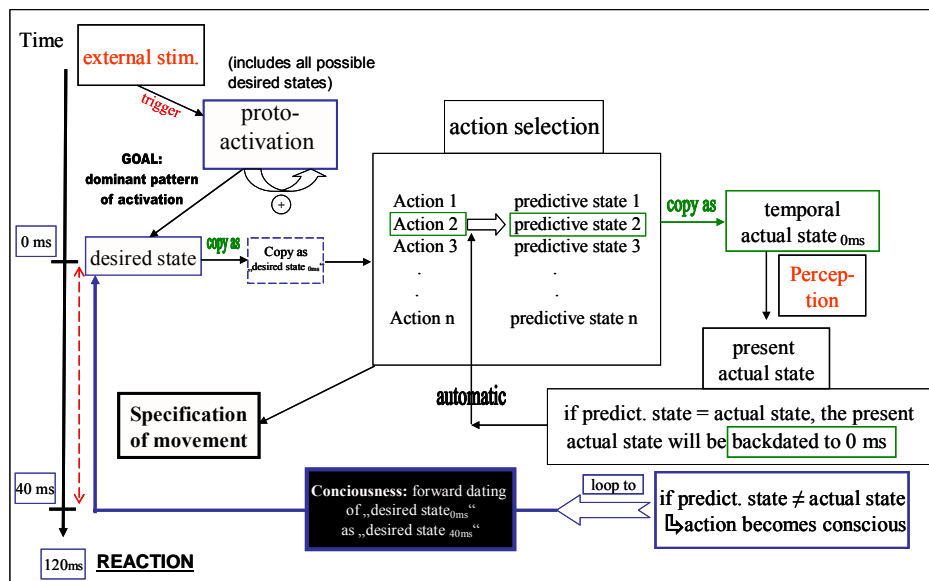 Time
external stim.
(includes all possible
desired states)
trigger
proto-
activation
action selection
GOAL:
dominant pattern
of activation
+
Action 1
predictive state 1
Action 2
predictive state 2
Action 3
predictive state 3
.
.
.
.
Action n
predictive state n
copy as
temporal
actual state 0ms
0 ms
desired state
copy as
Copy as
„desired state 0ms“
Percep-
tion
present
actual state
automatic
Specification
of movement
if predict. state = actual state, the present
actual state will be backdated to 0 ms
40 ms
Conciousness: forward dating
of „desired state0ms“
as „desired state 40ms“
loop to
if predict. state ≠ actual state
↳action becomes conscious
120ms
REACTION